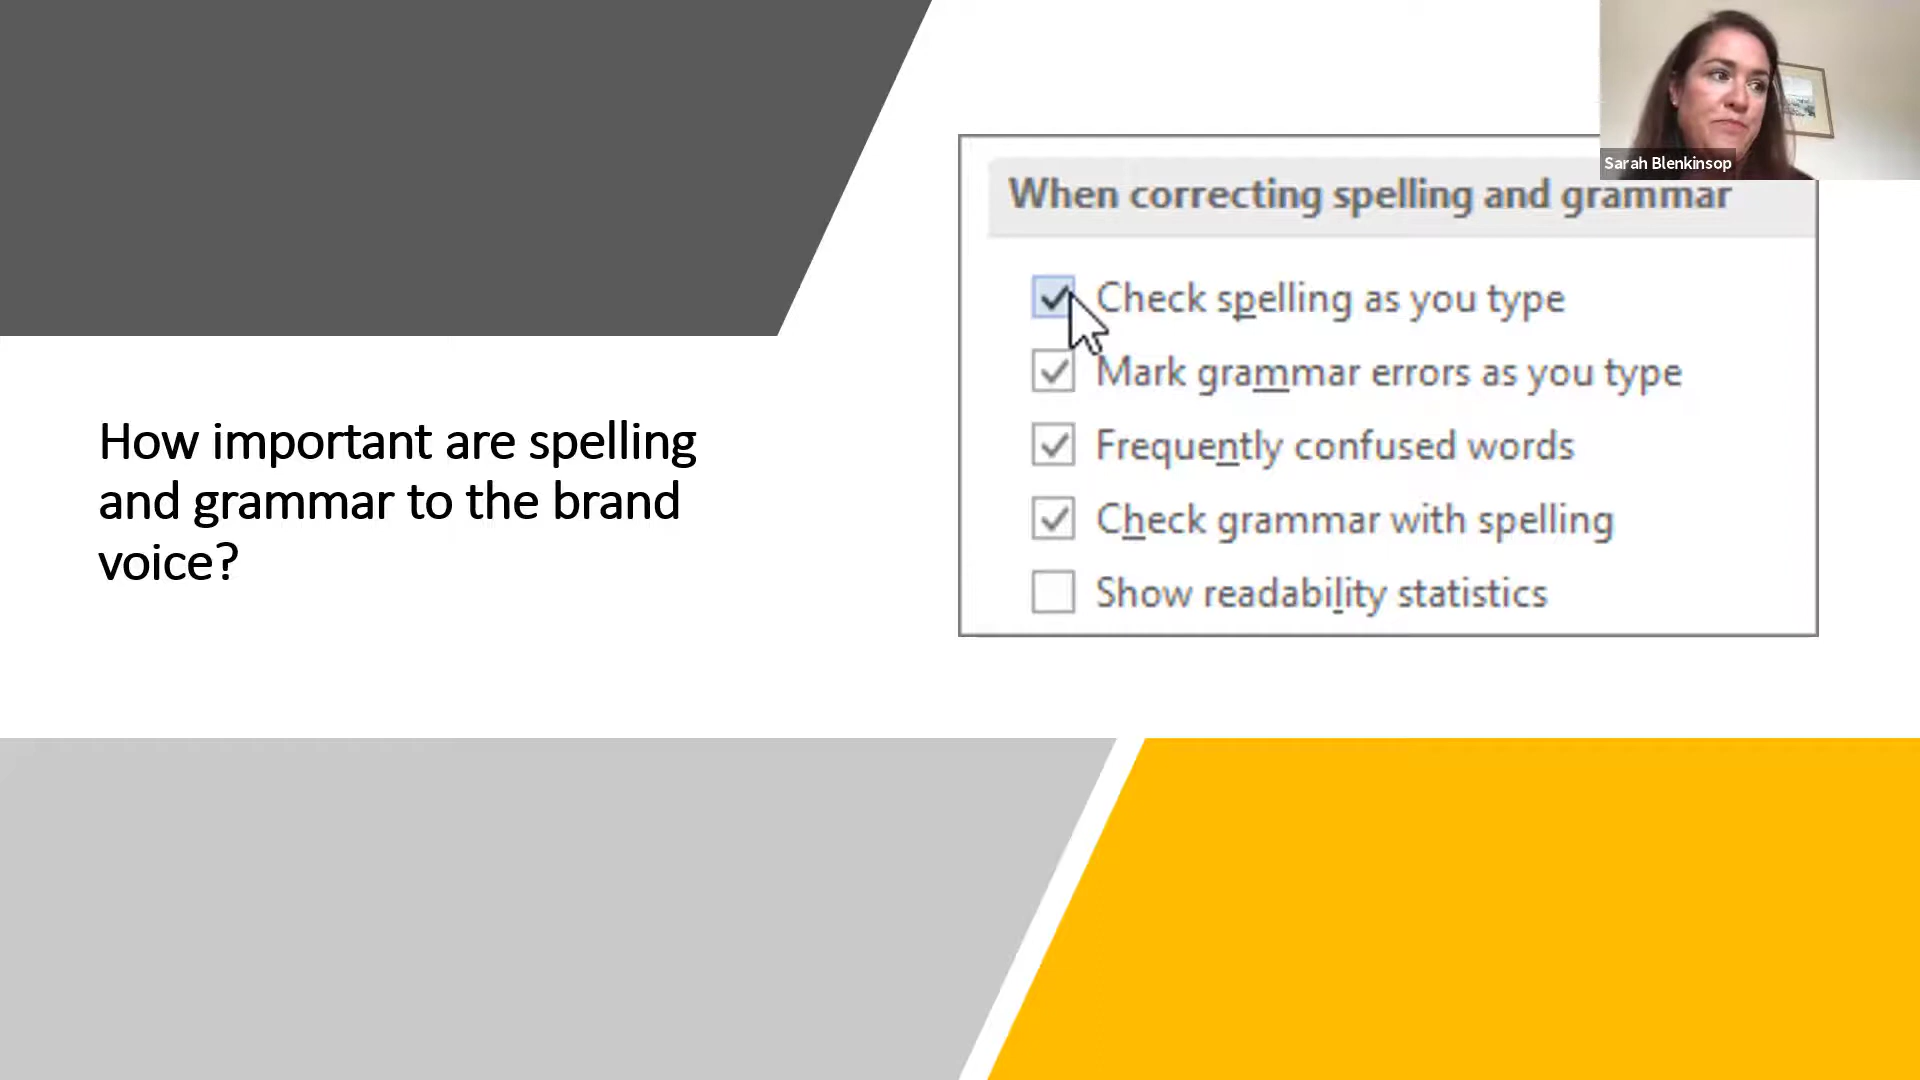 How important are spelling
and grammar to the brand
voice?
Sarah Blenkinsop
When correcting spelling and grammar
Check spelling as you type
Mark grammar errors as you type
Frequently confused words
Check grammar with spelling
Show readability statistics